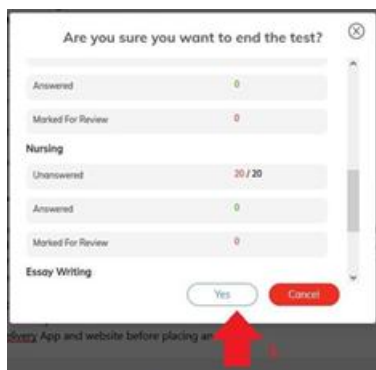 Are you sure you want to end the test?
Answered 0
Marked For Review 0
Nursing
Unanswered 20 / 20
Answered 0
Marked For Review 0
Essay Writing
Yes Cancel
delivery App and website before placing an